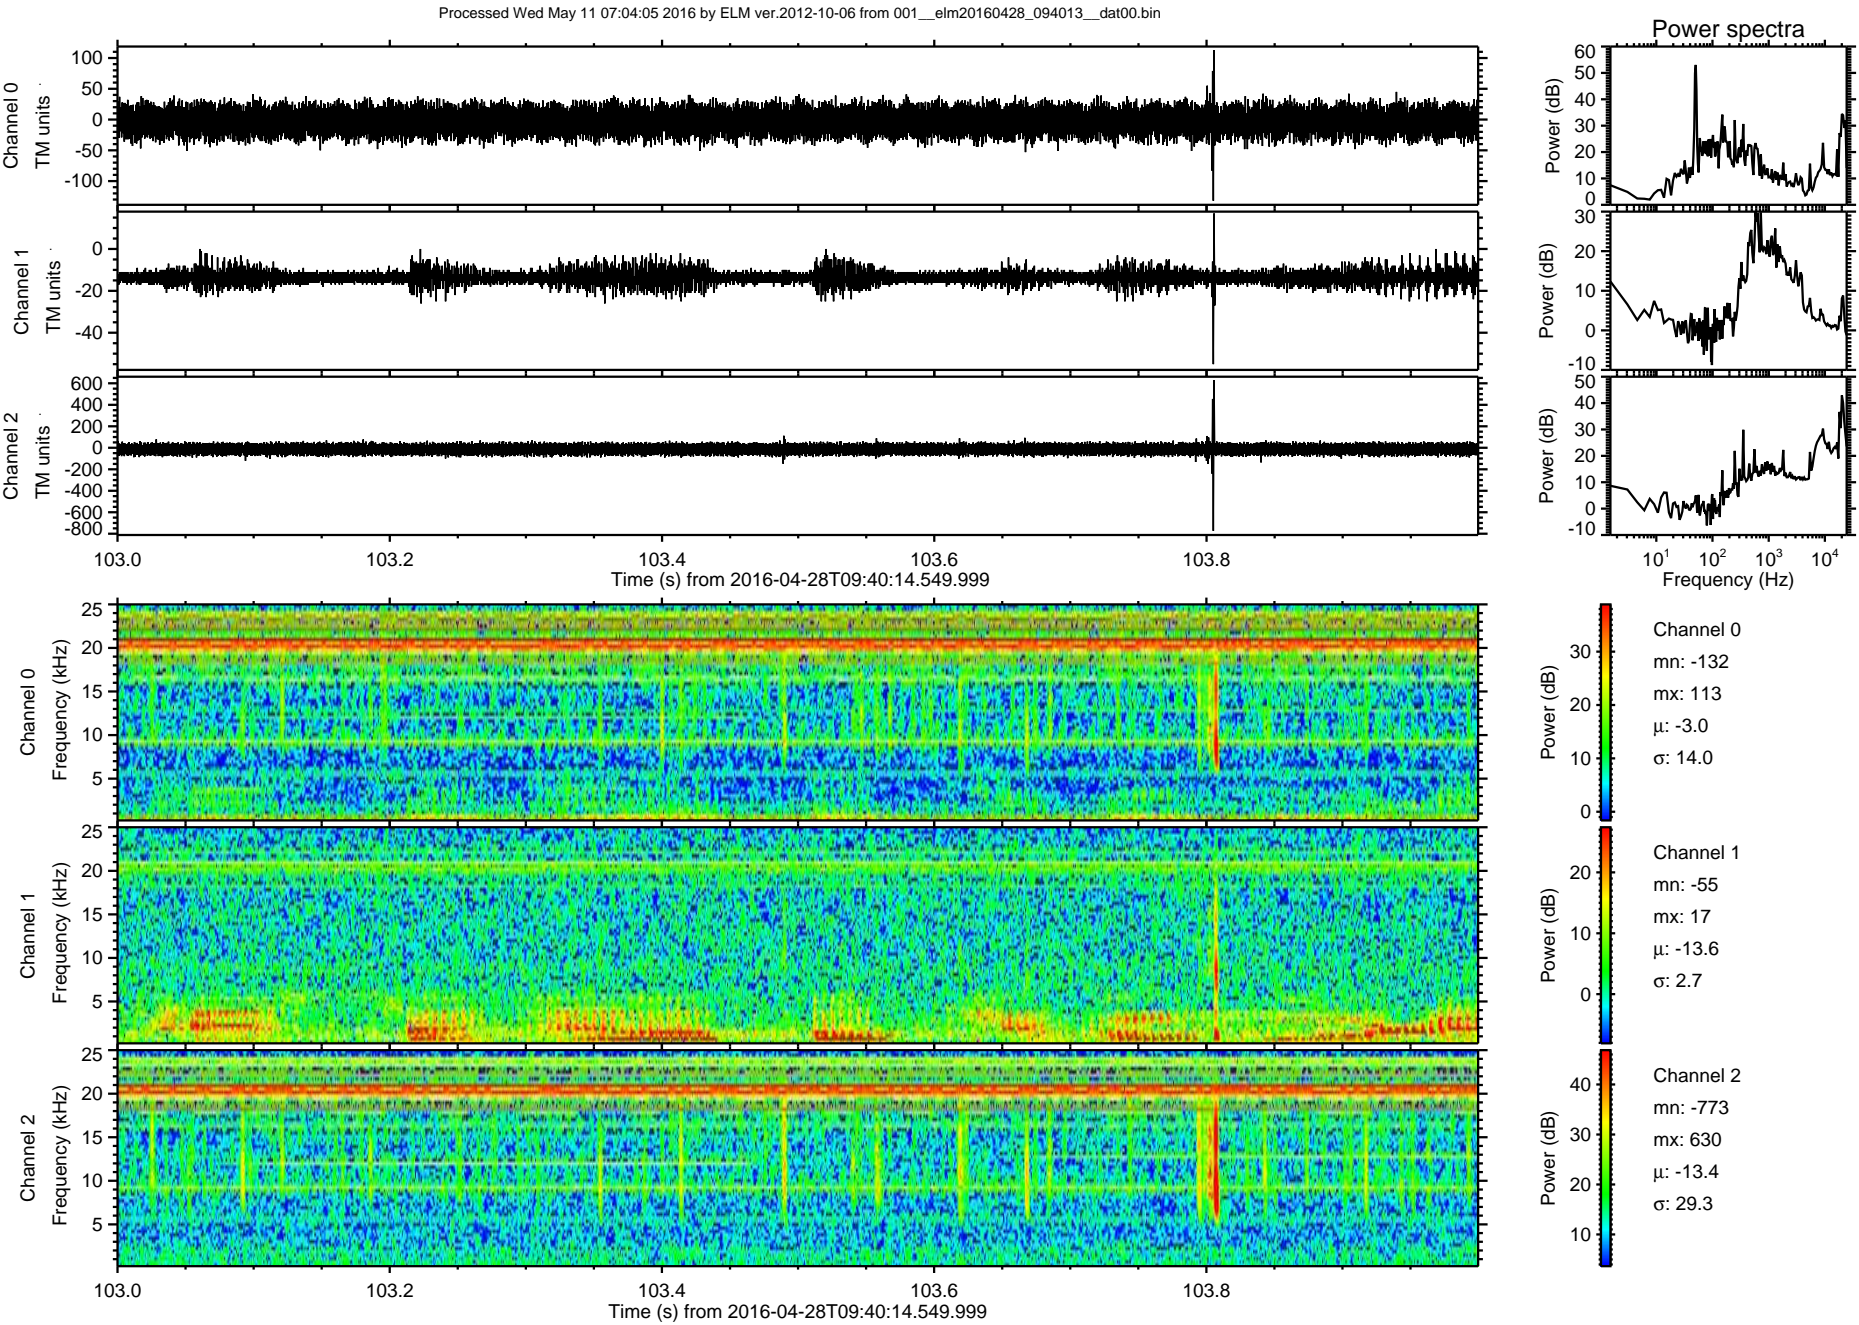 Processed Wed May 11 07:04:05 2016 by ELM ver.2012-10-06 from 001__elm20160428_094013__dat00.bin
Power spectra
Channel 0
TM units
100
50
0
-50
-100
Power (dB)
60
50
40
30
20
10
0
Channel 1
TM units
0
-20
-40
Power (dB)
30
20
10
0
-10
Channel 2
TM units
600
400
200
0
-200
-400
-600
-800
Power (dB)
50
40
30
20
10
0
-10
103.0 103.2 103.4 103.6 103.8
Time (s) from 2016-04-28T09:40:14.549.999
10¹ 10² 10³ 10⁴
Frequency (Hz)
Channel 0
Frequency (kHz)
25
20
15
10
5
Power (dB)
30
20
10
0
Channel 0
mn: -132
mx: 113
μ: -3.0
σ: 14.0
Channel 1
Frequency (kHz)
25
20
15
10
5
Power (dB)
20
10
0
Channel 1
mn: -55
mx: 17
μ: -13.6
σ: 2.7
Channel 2
Frequency (kHz)
25
20
15
10
5
Power (dB)
40
30
20
10
Channel 2
mn: -773
mx: 630
μ: -13.4
σ: 29.3
103.0 103.2 103.4 103.6 103.8
Time (s) from 2016-04-28T09:40:14.549.999